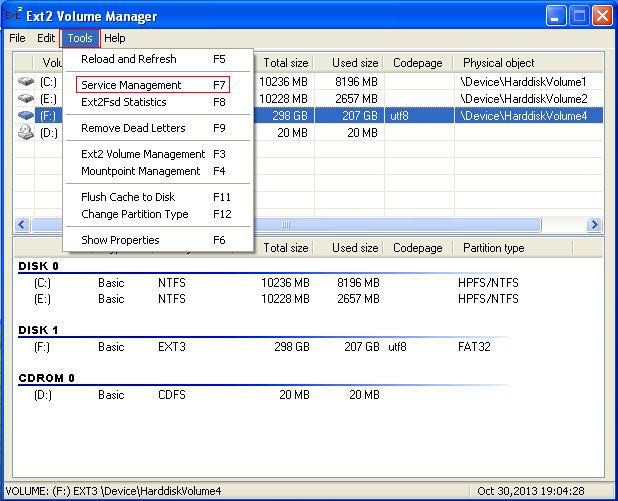 Ext2 Volume Manager
File Edit Tools Help
Reload and Refresh F5
Service Management F7
Ext2Fsd Statistics F8
Remove Dead Letters F9
Ext2 Volume Management F3
Mountpoint Management F4
Flush Cache to Disk F11
Change Partition Type F12
Show Properties F6
Total size Used size Codepage Physical object
(C:) 10236 MB 8196 MB \Device\HarddiskVolume1
(E:) 10228 MB 2657 MB \Device\HarddiskVolume2
(F:) 298 GB 207 GB utf8 \Device\HarddiskVolume4
(D:) 20 MB 20 MB
Total size Used size Codepage Partition type
DISK 0
(C:) Basic NTFS 10236 MB 8196 MB HPFS/NTFS
(E:) Basic NTFS 10228 MB 2657 MB HPFS/NTFS
DISK 1
(F:) Basic EXT3 298 GB 207 GB utf8 FAT32
CDROM 0
(D:) Basic CDFS 20 MB 20 MB
VOLUME: (F:) EXT3 \Device\HarddiskVolume4 Oct 30,2013 19:04:28